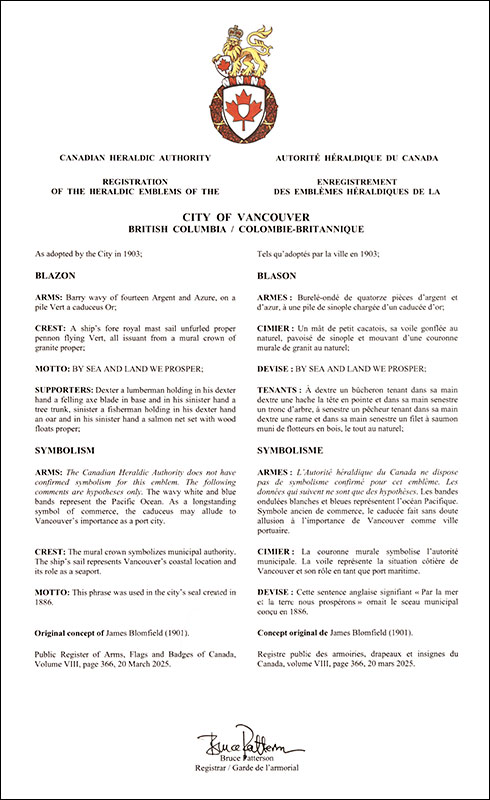 CANADIAN HERALDIC AUTHORITY
REGISTRATION
OF THE HERALDIC EMBLEMS OF THE
AUTORITÉ HÉRALDIQUE DU CANADA
ENREGISTREMENT
DES EMBLÈMES HÉRALDIQUES DE LA
CITY OF VANCOUVER
BRITISH COLUMBIA / COLOMBIE-BRITANNIQUE
As adopted by the City in 1903;
BLAZON
ARMS: Barry wavy of fourteen Argent and Azure, on a
pile Vert a caduceus Or;
CREST: A ship's fore royal mast sail unfurled proper
pennon flying Vert, all issuant from a mural crown of
granite proper;
MOTTO: BY SEA AND LAND WE PROSPER;
SUPPORTERS: Dexter a lumberman holding in his dexter
hand a felling axe blade in base and in his sinister hand a
tree trunk, sinister a fisherman holding in his dexter hand
an oar and in his sinister hand a salmon net set with wood
floats proper;
SYMBOLISM
ARMS: The Canadian Heraldic Authority does not have
confirmed symbolism for this emblem. The following
comments are hypotheses only. The wavy white and blue
bands represent the Pacific Ocean. As a longstanding
symbol of commerce, the caduceus may allude to
Vancouver's importance as a port city.
CREST: The mural crown symbolizes municipal authority.
The ship's sail represents Vancouver's coastal location and
its role as a seaport.
MOTTO: This phrase was used in the city's seal created in
1886.
Original concept of James Blomfield (1901).
Public Register of Arms, Flags and Badges of Canada,
Volume VIII, page 366, 20 March 2025.
Tels qu'adoptés par la ville en 1903;
BLASON
ARMES : Burelé-ondé de quatorze pièces d'argent et
d'azur, à une pile de sinople chargée d'un caducée d'or;
CIMIER : Un mât de petit cacatois, sa voile gonflée au
naturel, pavoisé de sinople et mouvant d'une couronne
murale de granit au naturel;
DEVISE : BY SEA AND LAND WE PROSPER;
TENANTS : À dextre un bûcheron tenant dans sa main
dextre une hache la tête en pointe et dans sa main senestre
un tronc d'arbre, à senestre un pêcheur tenant dans sa main
dextre une rame et dans sa main senestre un filet à saumon
muni de flotteurs en bois, le tout au naturel;
SYMBOLISME
ARMES : L'Autorité héraldique du Canada ne dispose
pas de symbolisme confirmé pour cet emblème. Les
données qui suivent ne sont que des hypothèses. Les bandes
ondulées blanches et bleues représentent l'océan Pacifique.
Symbole ancien de commerce, le caducée fait sans doute
allusion à l'importance de Vancouver comme ville
portuaire.
CIMIER : La couronne murale symbolise l'autorité
municipale. La voile représente la situation côtière de
Vancouver et son rôle en tant que port maritime.
DEVISE : Cette sentence anglaise signifiant « Par la mer
et la terre nous prospérons » ornait le sceau municipal
conçu en 1886.
Concept original de James Blomfield (1901).
Registre public des armoiries, drapeaux et insignes du
Canada, volume VIII, page 366, 20 mars 2025.
Bruce Patterson
Bruce Patterson
Registrar / Garde de l'armorial